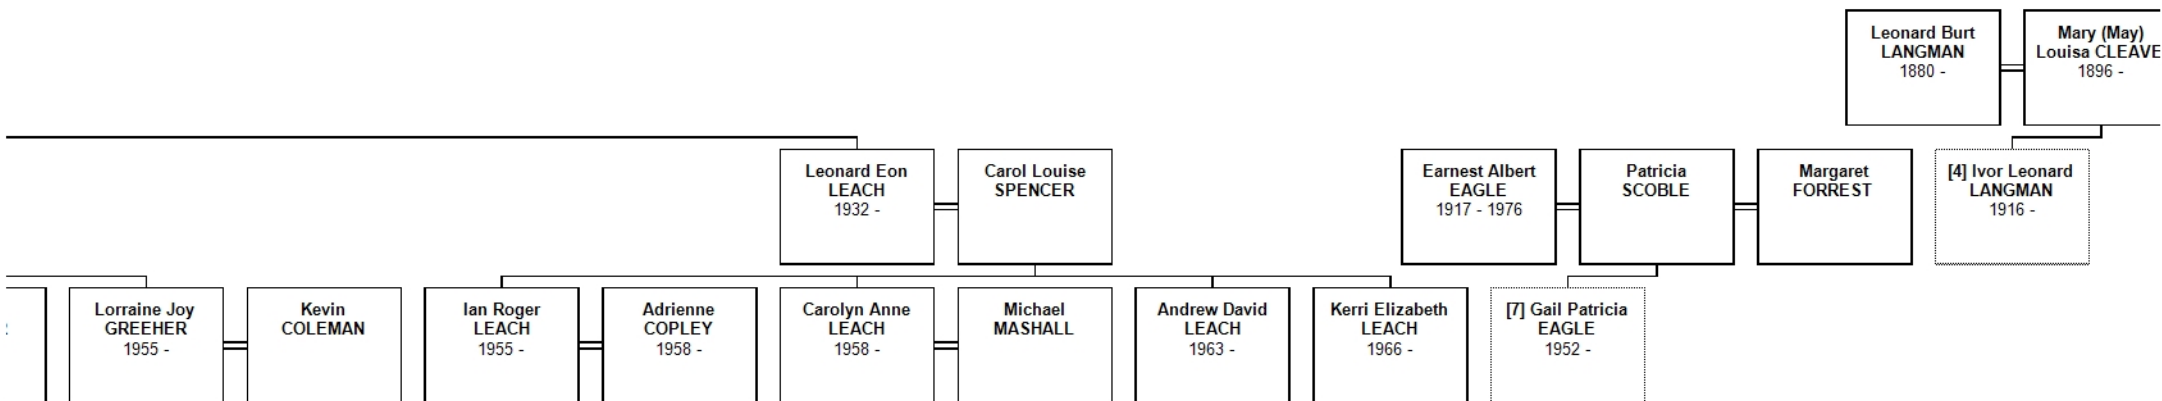 Leonard Burt
LANGMAN
1880 -
Mary (May)
Louisa CLEAVE
1896 -
Leonard Eon
LEACH
1932 -
Carol Louise
SPENCER
Earnest Albert
EAGLE
1917 - 1976
Patricia
SCOBLE
Margaret
FORREST
[4] Ivor Leonard
LANGMAN
1916 -
Lorraine Joy
GREEHER
1955 -
Kevin
COLEMAN
Ian Roger
LEACH
1955 -
Adrienne
COPLEY
1958 -
Carolyn Anne
LEACH
1958 -
Michael
MASHALL
Andrew David
LEACH
1963 -
Kerri Elizabeth
LEACH
1966 -
[7] Gail Patricia
EAGLE
1952 -